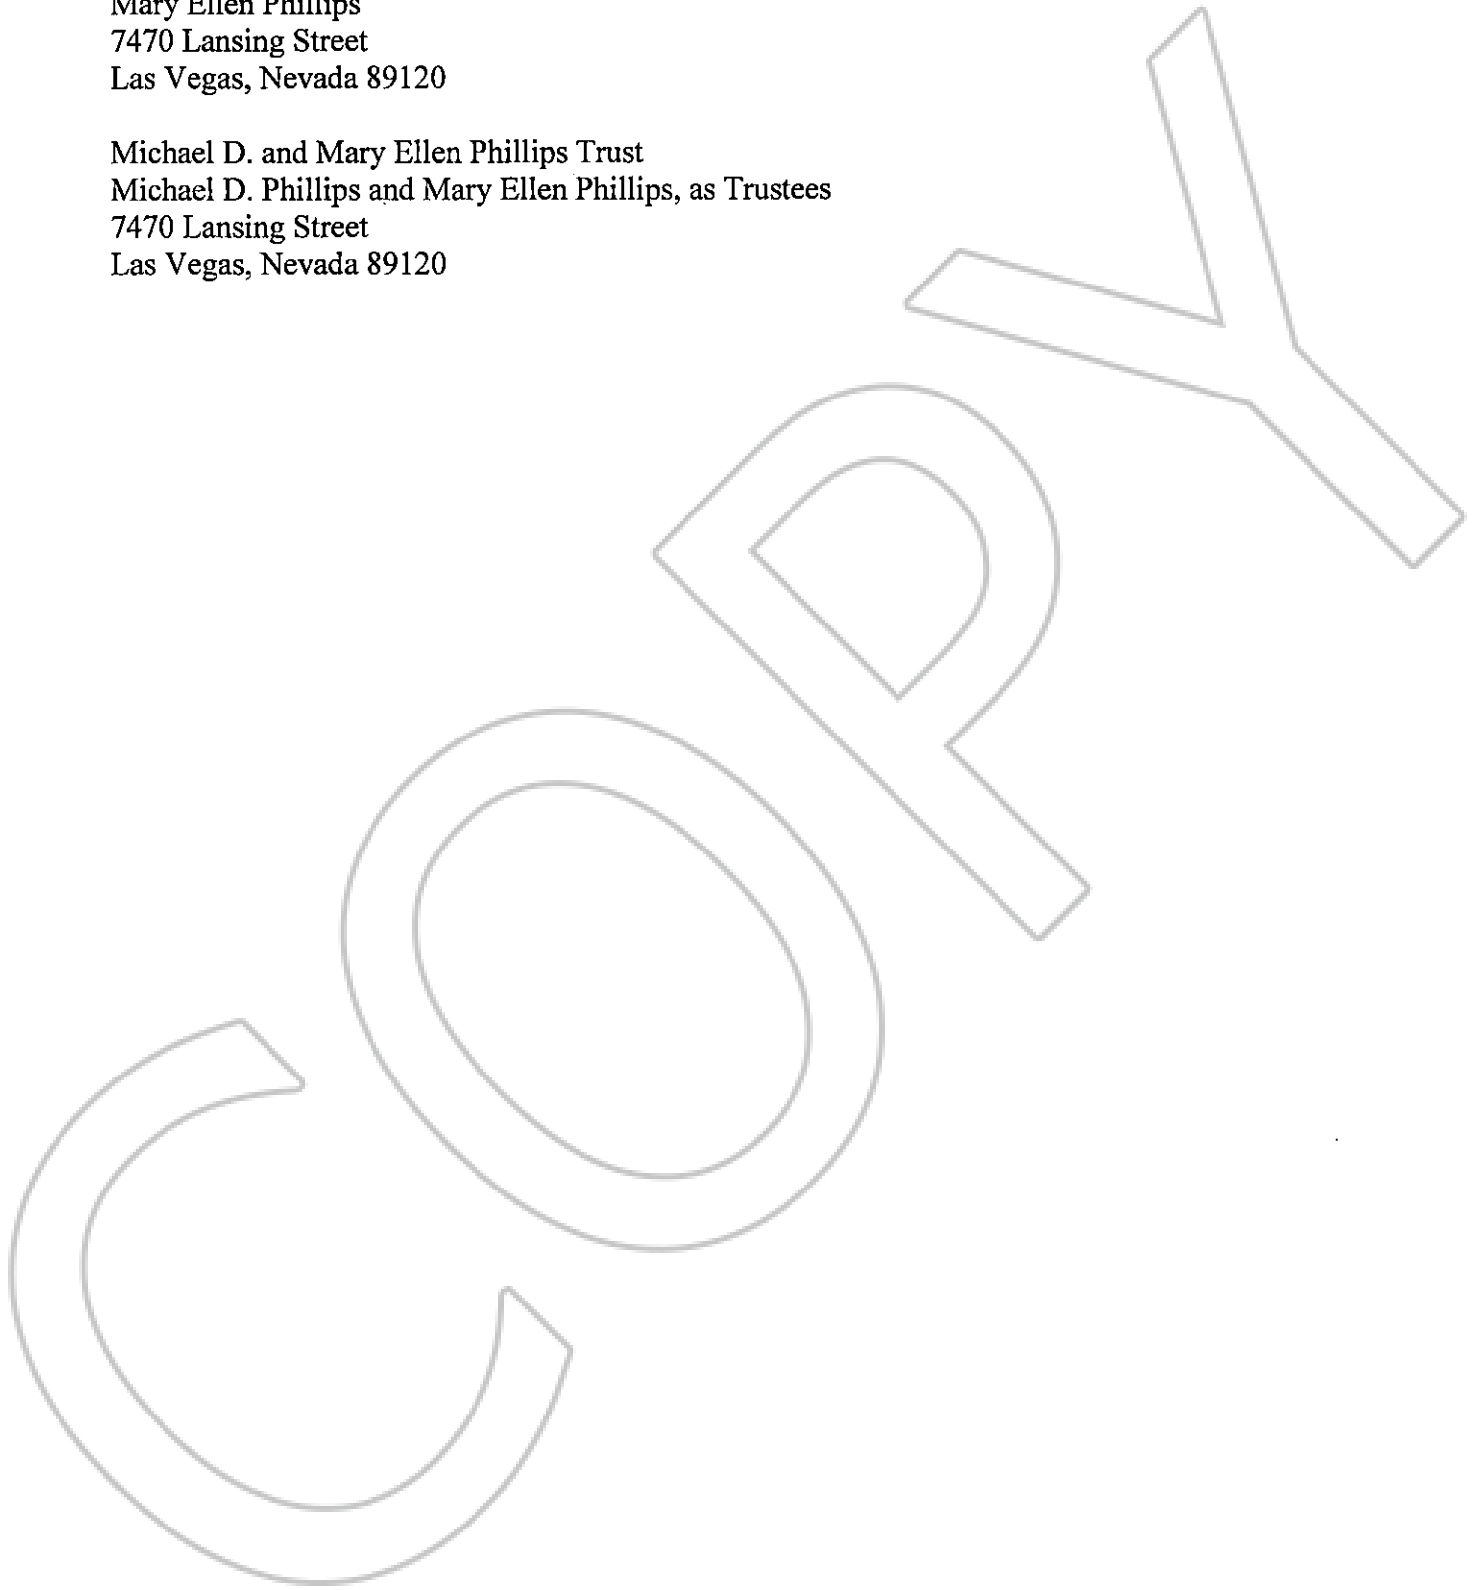 Mary Ellen Phillips
7470 Lansing Street
Las Vegas, Nevada 89120
Michael D. and Mary Ellen Phillips Trust
Michael D. Phillips and Mary Ellen Phillips, as Trustees
7470 Lansing Street
Las Vegas, Nevada 89120
COPY